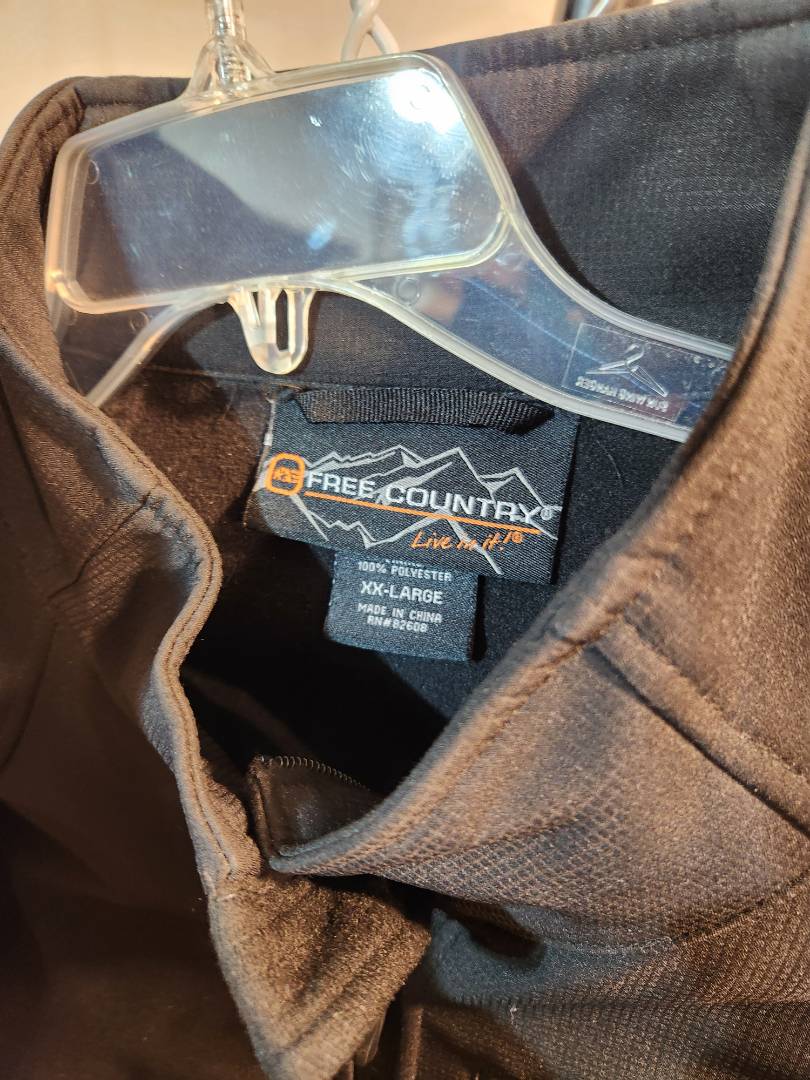 FREE COUNTRY®
Live in it!®
100% POLYESTER
XX-LARGE
MADE IN CHINA
RN#82608